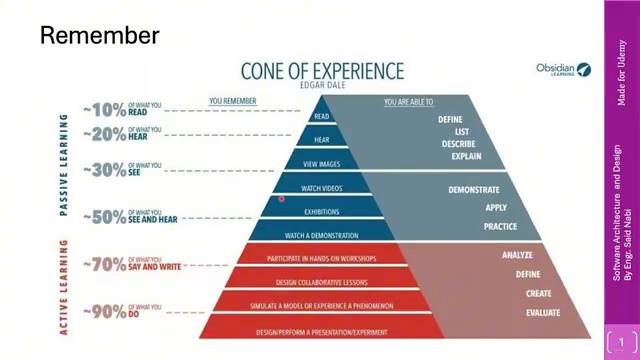 Remember
Obsidian
LEARNING
CONE OF EXPERIENCE
EDGAR DALE
YOU REMEMBER
YOU ARE ABLE TO
PASSIVE LEARNING
~10% OF WHAT YOU READ
~20% OF WHAT YOU HEAR
~30% OF WHAT YOU SEE
~50% OF WHAT YOU SEE AND HEAR
ACTIVE LEARNING
~70% OF WHAT YOU SAY AND WRITE
~90% OF WHAT YOU DO
READ
HEAR
VIEW IMAGES
WATCH VIDEOS
EXHIBITIONS
WATCH A DEMONSTRATION
PARTICIPATE IN HANDS-ON WORKSHOPS
DESIGN COLLABORATIVE LESSONS
SIMULATE A MODEL OR EXPERIENCE A PHENOMENON
DESIGN/PERFORM A PRESENTATION/EXPERIMENT
DEFINE
LIST
DESCRIBE
EXPLAIN
DEMONSTRATE
APPLY
PRACTICE
ANALYZE
DEFINE
CREATE
EVALUATE
Made for Udemy
Software Architecture and Design
By Engr. Said Nabi
1